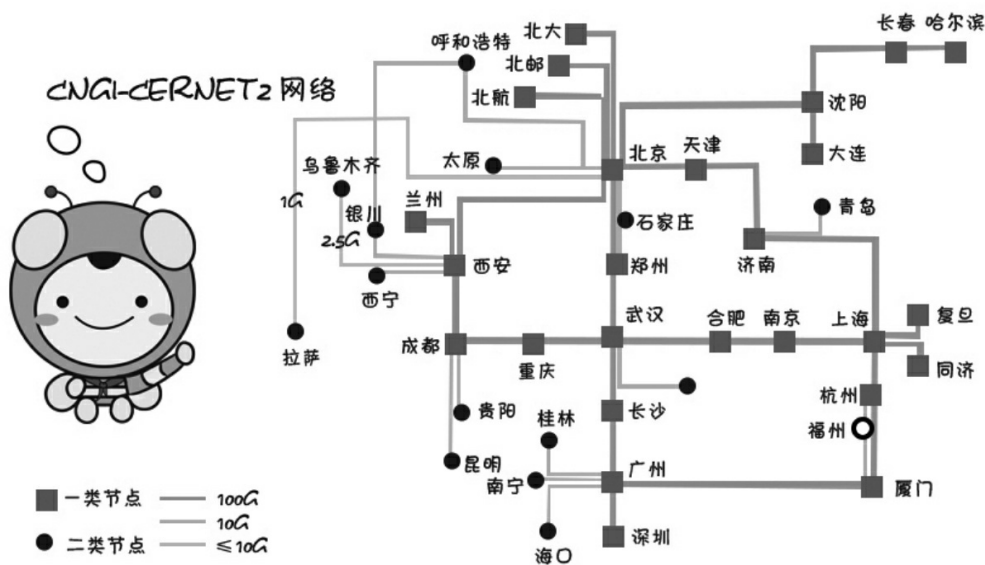 CNGI-CERNET2 网络
北大
北邮
北航
呼和浩特
长春 哈尔滨
沈阳
大连
太原
北京
天津
乌鲁木齐
兰州
1G
银川
2.5G
西宁
西安
石家庄
郑州
济南
青岛
拉萨
成都
重庆
武汉
合肥
南京
上海
复旦
同济
杭州
福州
贵阳
昆明
桂林
长沙
南宁
广州
厦门
海口
深圳
一类节点
二类节点
100G
10G
≤10G